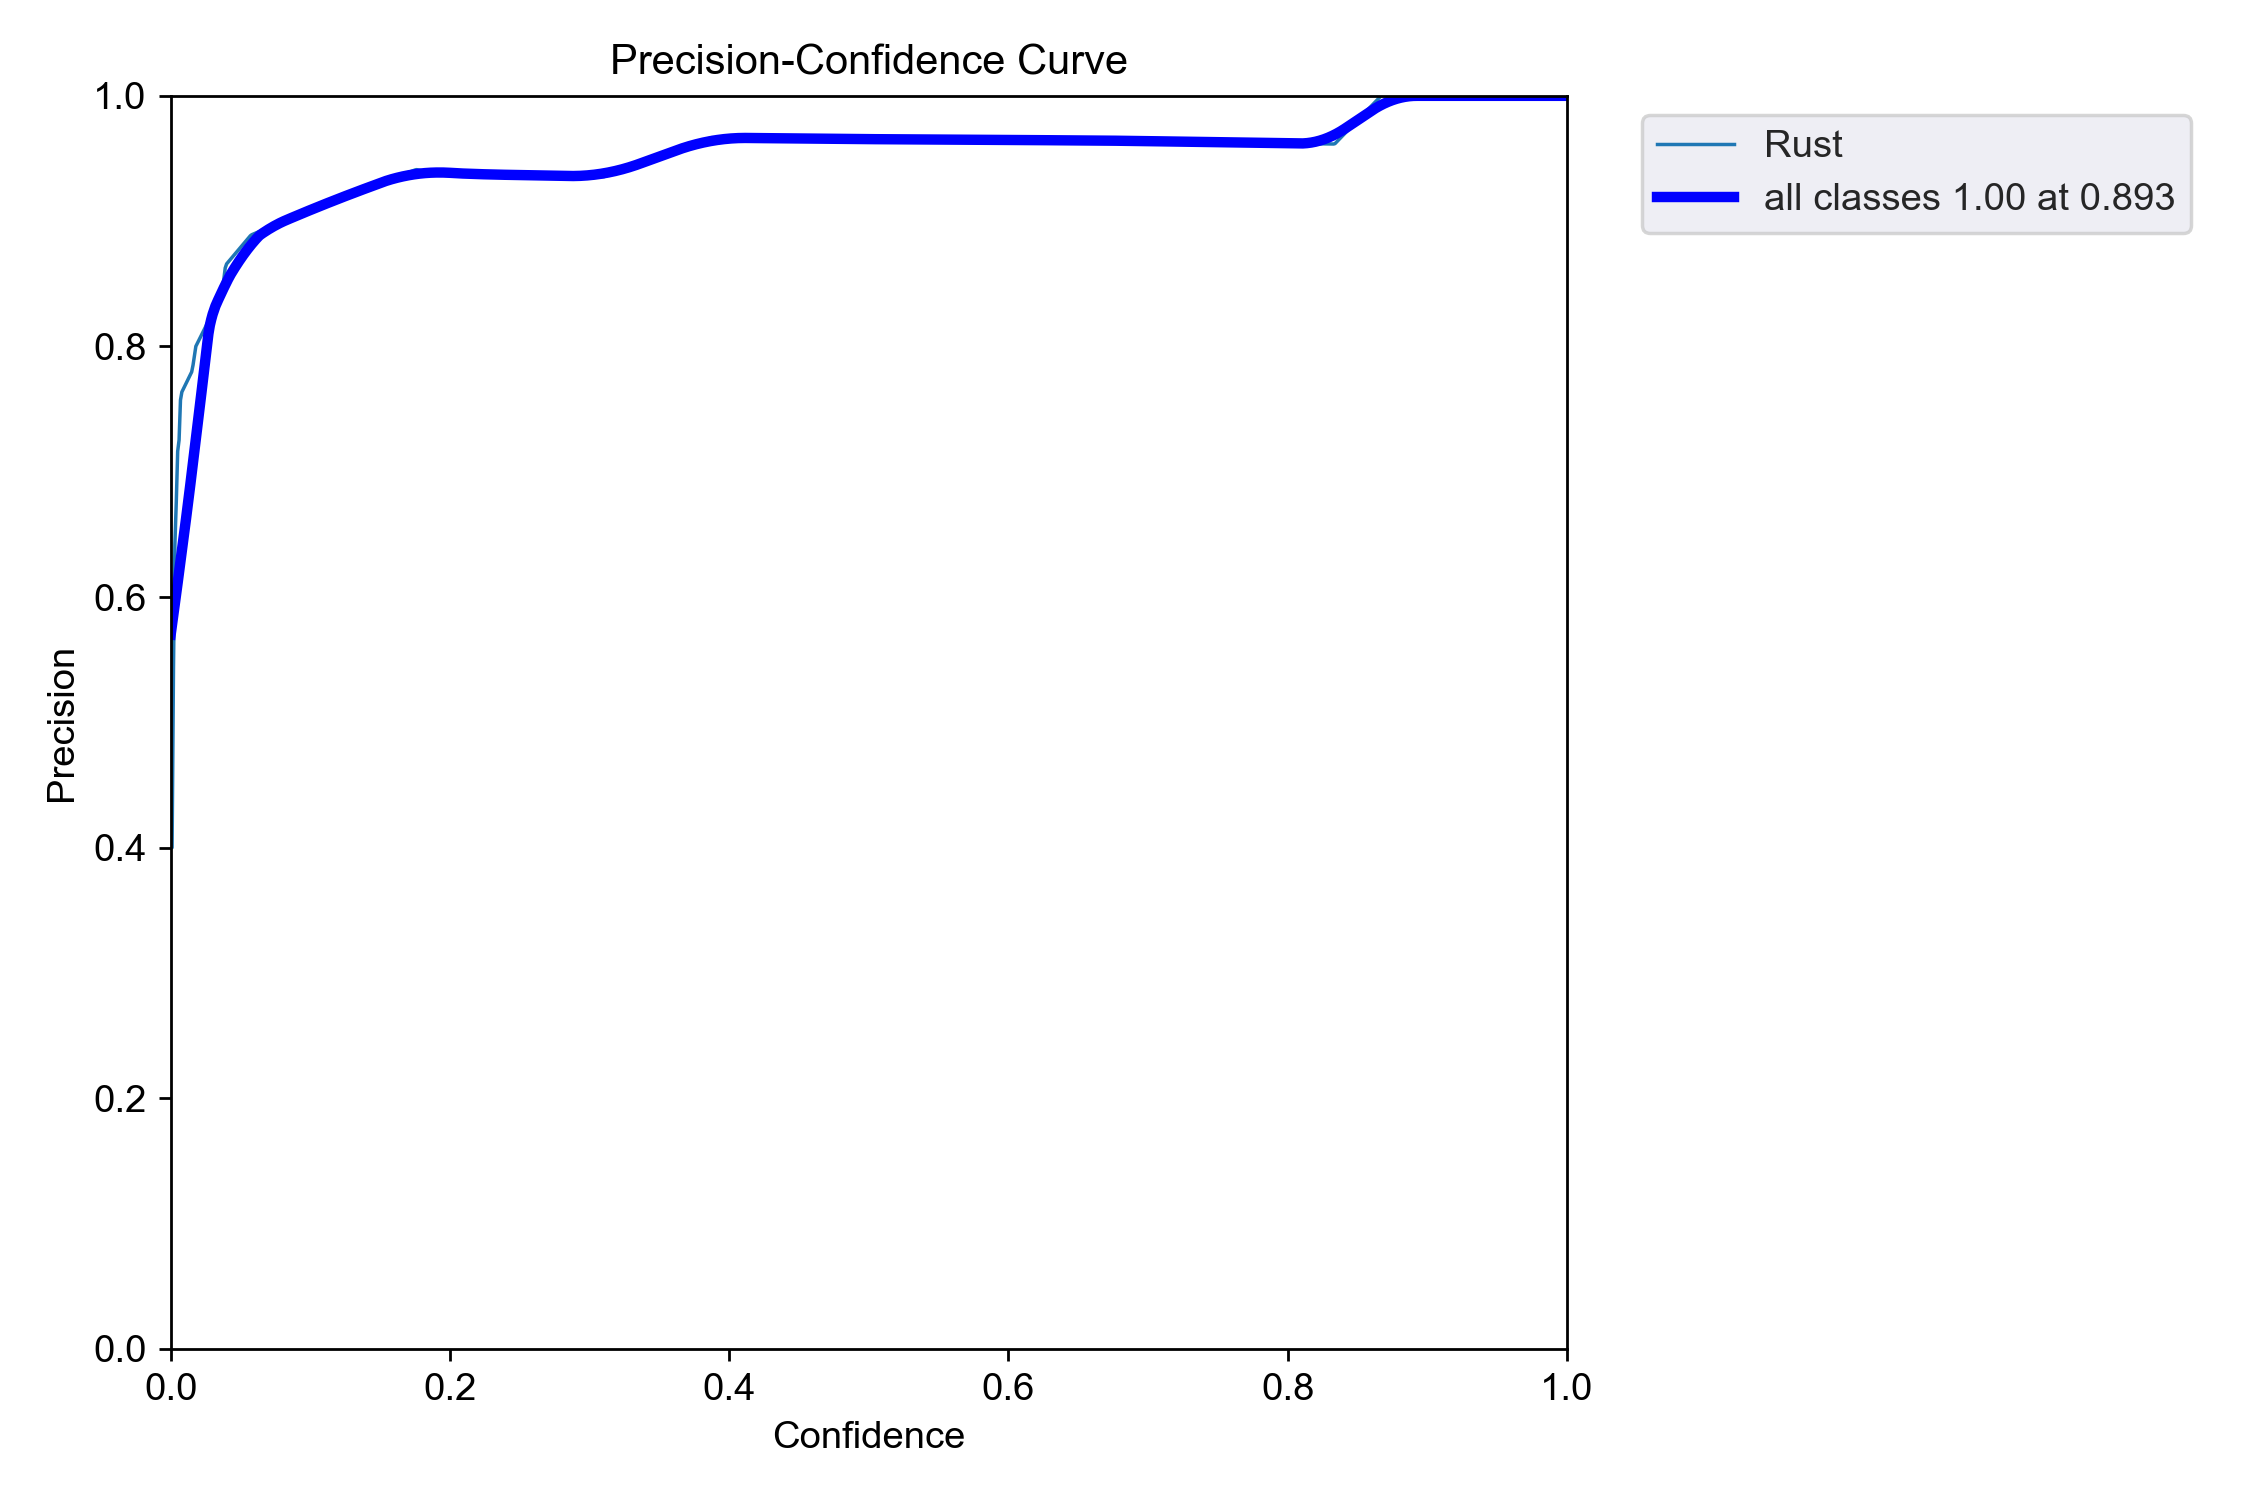 Precision-Confidence Curve
1.0
0.8
0.6
0.4
0.2
0.0
Precision
0.0 0.2 0.4 0.6 0.8 1.0
Confidence
Rust
all classes 1.00 at 0.893